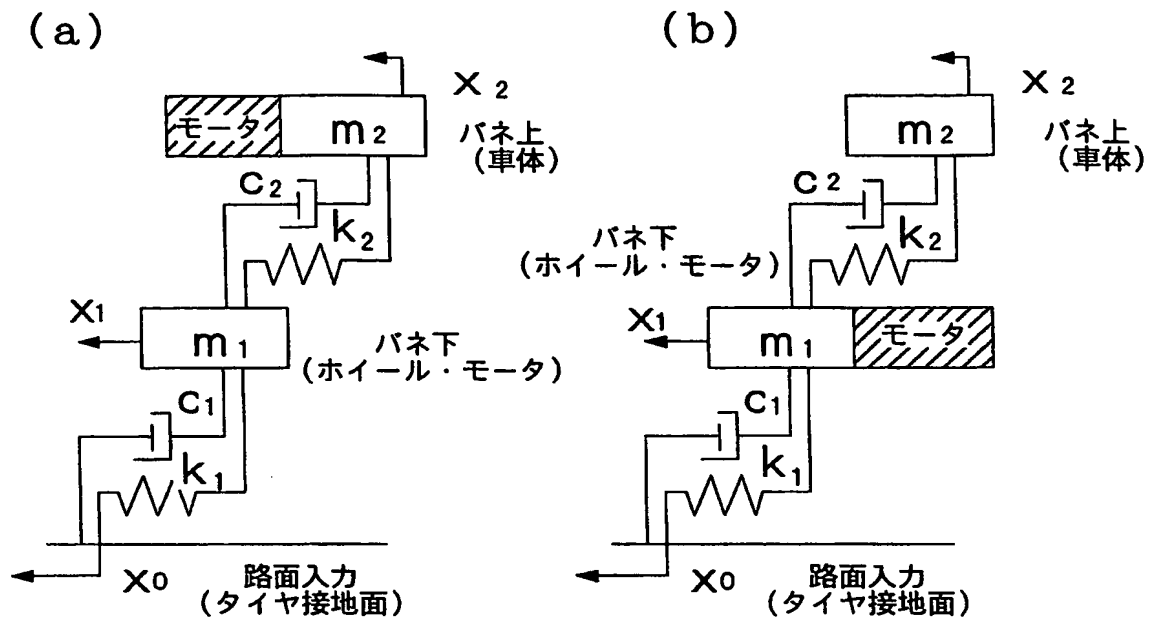 (a)
モータ
m2
X2
バネ上
(車体)
C2
k2
X1
m1
バネ下
(ホイール・モータ)
C1
k1
X0
路面入力
(タイヤ接地面)
(b)
m2
X2
バネ上
(車体)
C2
k2
バネ下
(ホイール・モータ)
X1
m1
モータ
C1
k1
X0
路面入力
(タイヤ接地面)